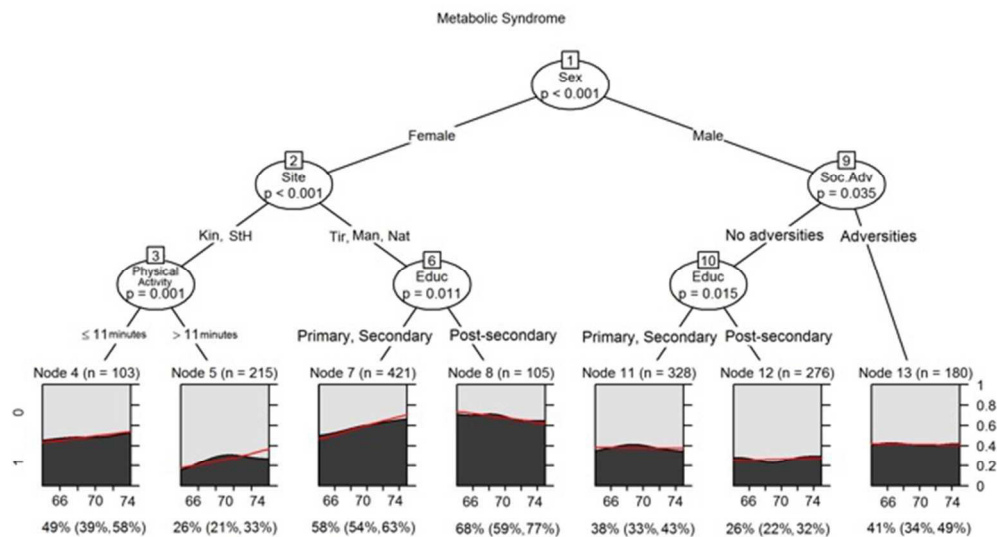 Metabolic Syndrome
1
Sex
p < 0.001
Female
Male
2
Site
p < 0.001
9
Soc.Adv
p = 0.035
Kin, StH
Tir, Man, Nat
No adversities
Adversities
3
Physical
Activity
p = 0.001
6
Educ
p = 0.011
10
Educ
p = 0.015
≤ 11minutes
> 11minutes
Primary, Secondary
Post-secondary
Primary, Secondary
Post-secondary
Node 4 (n = 103)
Node 5 (n = 215)
Node 7 (n = 421)
Node 8 (n = 105)
Node 11 (n = 328)
Node 12 (n = 276)
Node 13 (n = 180)
0
1
1
0.8
0.6
0.4
0.2
0
66 70 74
66 70 74
66 70 74
66 70 74
66 70 74
66 70 74
66 70 74
49% (39%,58%)
26% (21%,33%)
58% (54%,63%)
68% (59%,77%)
38% (33%,43%)
26% (22%,32%)
41% (34%,49%)